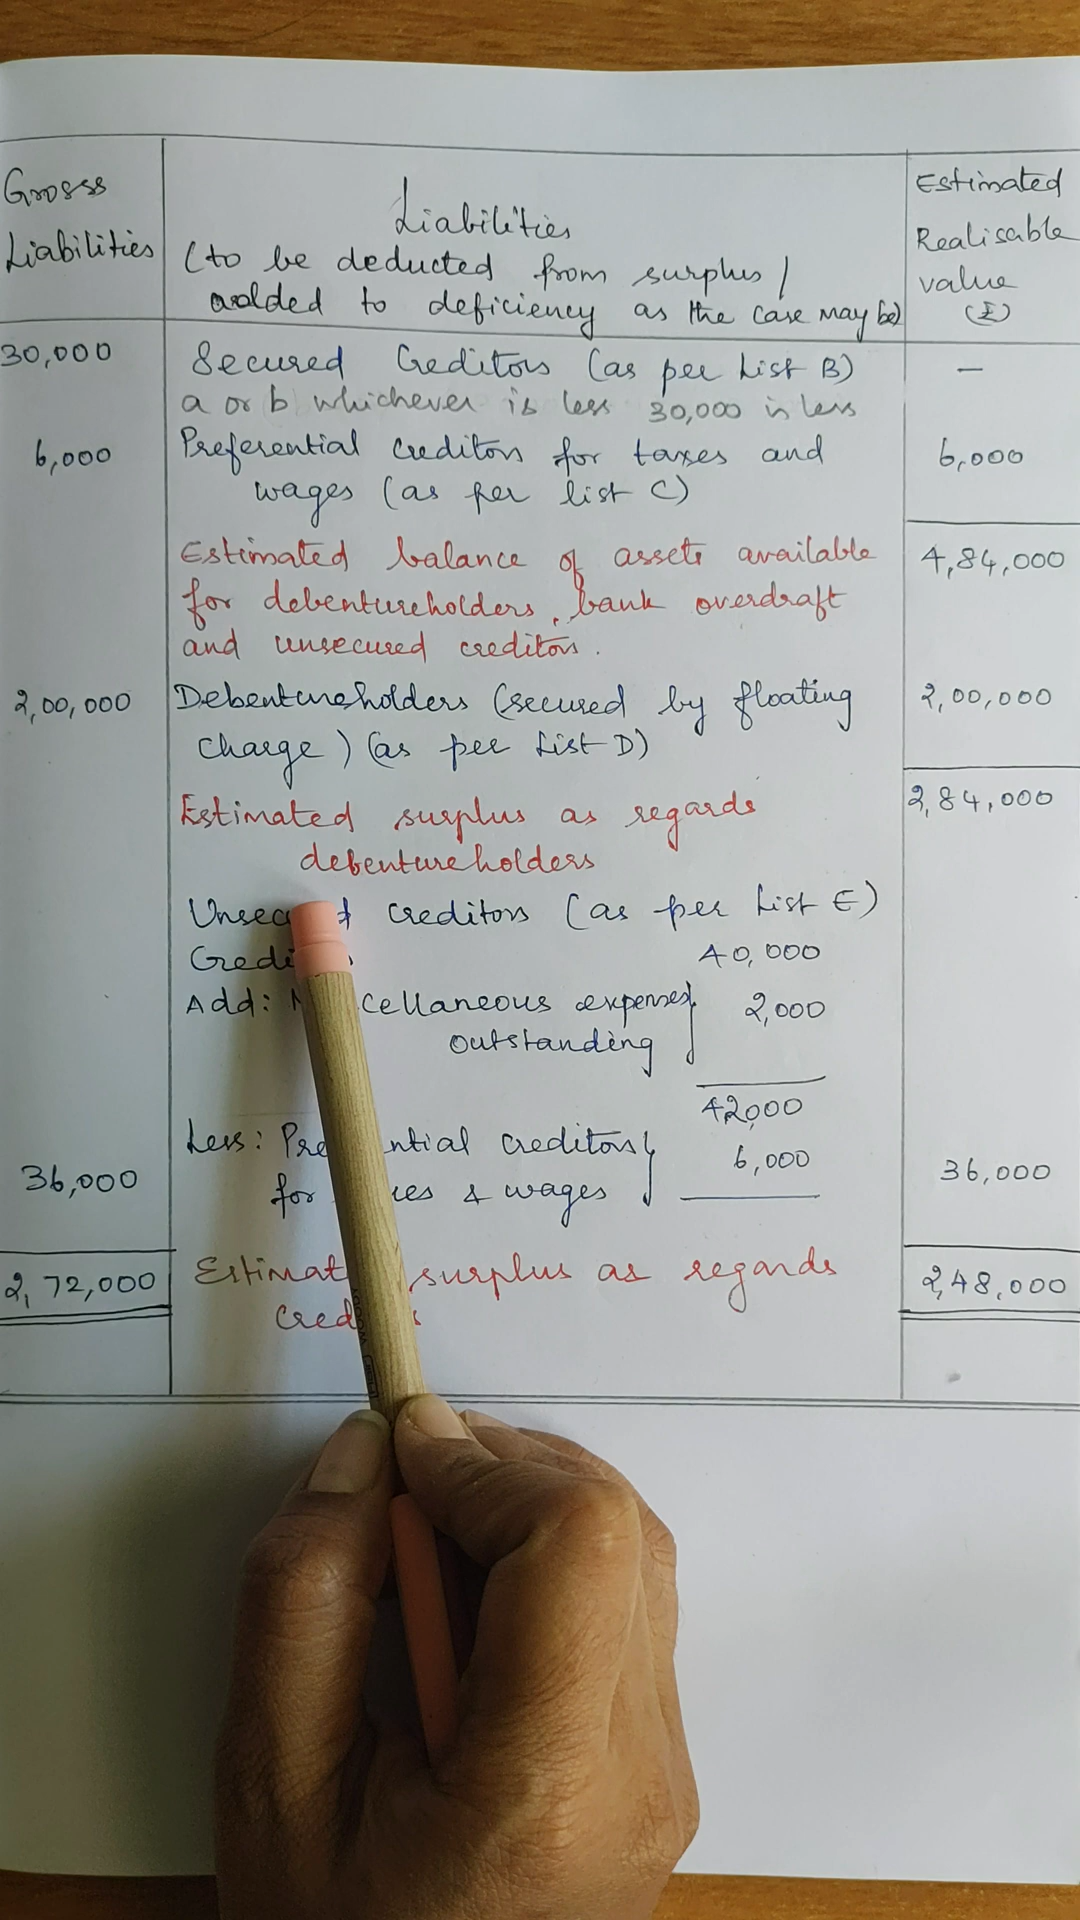 Grosss
Liabilities
Liabilities
(to be deducted from surplus /
added to deficiency as the case may be)
Estimated
Realisable
value
(₤)
30,000 Secured Creditors (as per List B) —
a or b whichever is less 30,000 is less
6,000 Preferential creditors for taxes and 6,000
wages (as per list C)
Estimated balance of assets available 4,84,000
for debentureholders, bank overdraft
and unsecured creditors.
2,00,000 Debentureholders (secured by floating 2,00,000
charge) (as per List D)
Estimated surplus as regards 2,84,000
debentureholders
creditors (as per List E)
40,000
Add: cellaneous expenses 2,000
outstanding
42,000
Less: creditors 6,000
36,000 for & wages 36,000
2,72,000 surplus as regards 2,48,000